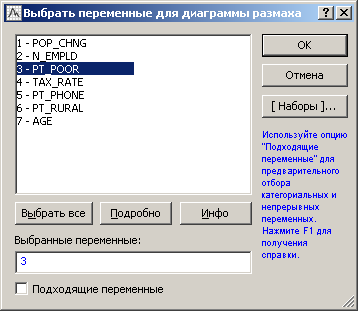 Выбрать переменные для диаграммы размаха
1 - POP_CHNG
2 - N_EMPLD
3 - PT_POOR
4 - TAX_RATE
5 - PT_PHONE
6 - PT_RURAL
7 - AGE
OK
Отмена
[ Наборы ]...
Используйте опцию
"Подходящие
переменные" для
предварительного
отбора
категориальных и
непрерывных
переменных.
Нажмите F1 для
получения
справки.
Выбрать все
Подробно
Инфо
Выбранные переменные:
3
Подходящие переменные